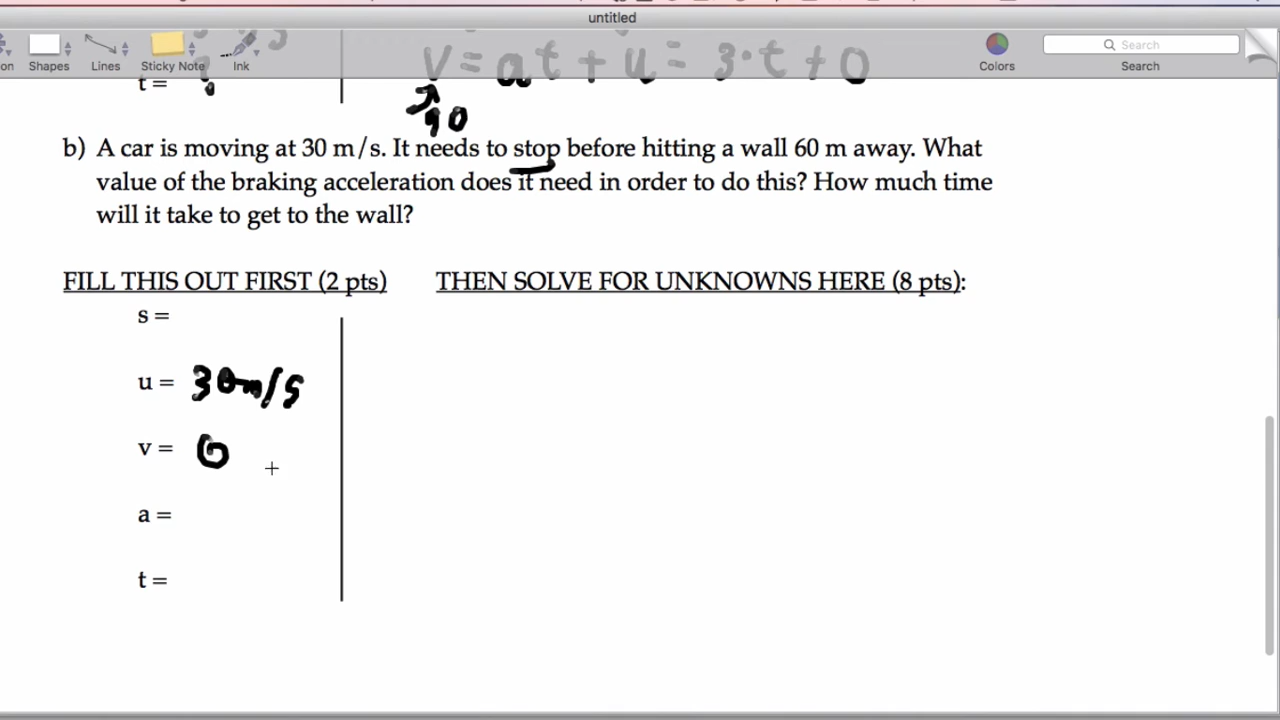 untitled
Shapes Lines Sticky Note Ink Colors Search Search
v = at + u = 3·t + 0
t = ?
90
b) A car is moving at 30 m/s. It needs to stop before hitting a wall 60 m away. What
value of the braking acceleration does it need in order to do this? How much time
will it take to get to the wall?
FILL THIS OUT FIRST (2 pts) THEN SOLVE FOR UNKNOWNS HERE (8 pts):
s =
u = 30m/s
v = 0
a =
t =